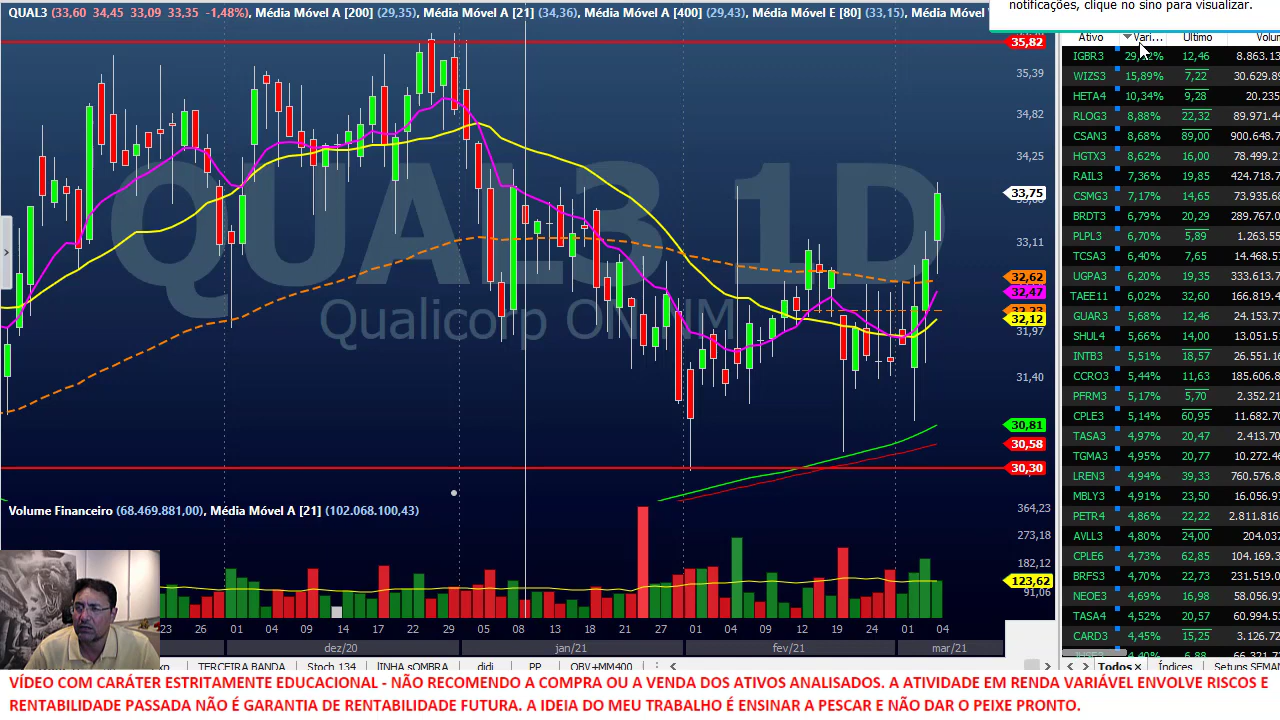 notificações, clique no sino para visualizar.
QUAL3 (33,60 34,45 33,09 33,35 -1,48%), Média Móvel A [200] (29,35), Média Móvel A [21] (34,36), Média Móvel A [400] (29,43), Média Móvel E [80] (33,15), Média Móvel
Ativo Vari... Último Volu
IGBR3 12,46 8.863.13
WIZS3 15,89% 7,22 30.629.89
HETA4 10,34% 9,28 20.235
RLOG3 8,88% 22,32 89.971.44
CSAN3 8,68% 89,00 900.648.7
HGTX3 8,62% 16,00 78.499.2
RAIL3 7,36% 19,85 424.718.7
CSMG3 7,17% 14,65 73.935.6
BRDT3 6,79% 20,29 289.767.0
PLPL3 6,70% 5,89 1.263.55
TCSA3 6,40% 7,65 14.468.5
UGPA3 6,20% 19,35 333.613.7
TAEE11 6,02% 32,60 166.819.4
GUAR3 5,68% 12,46 24.153.7
SHUL4 5,66% 14,00 13.051.5
INTB3 5,51% 18,57 26.551.1
CCRO3 5,44% 11,63 185.606.8
PFRM3 5,17% 5,70 2.352.2
CPLE3 5,14% 60,95 11.682.7
TASA3 4,97% 20,47 2.413.70
TGMA3 4,95% 20,77 10.272.4
LREN3 4,94% 39,33 760.576.8
MBLY3 4,91% 23,50 16.056.9
PETR4 4,86% 22,22 2.811.816
AVLL3 4,80% 24,00 204.037
CPLE6 4,73% 62,85 104.169.3
BRFS3 4,70% 22,73 231.519.0
NEOE3 4,69% 16,98 58.056.9
TASA4 4,52% 20,57 60.994.5
CARD3 4,45% 15,25 3.126.72
35,82
35,39
34,82
34,25
33,75
33,11
32,62
32,47
32,12
31,97
31,40
30,81
30,58
30,30
QUAL3 1D
Qualicorp ON NM
Volume Financeiro (68.469.881,00), Média Móvel A [21] (102.068.100,43)
364,23
273,18
182,12
123,62
91,06
23 26 01 04 09 14 17 22 29 05 08 13 18 21 27 01 04 09 12 19 24 01 04
dez/20 jan/21 fev/21 mar/21
TERCEIRA BANDA Stoch 134 lINHA sOMBRA didi PP OBV+MM400
Todos × Índices Setups SEMA
VÍDEO COM CARÁTER ESTRITAMENTE EDUCACIONAL - NÃO RECOMENDO A COMPRA OU A VENDA DOS ATIVOS ANALISADOS. A ATIVIDADE EM RENDA VARIÁVEL ENVOLVE RISCOS E
RENTABILIDADE PASSADA NÃO É GARANTIA DE RENTABILIDADE FUTURA. A IDEIA DO MEU TRABALHO É ENSINAR A PESCAR E NÃO DAR O PEIXE PRONTO.